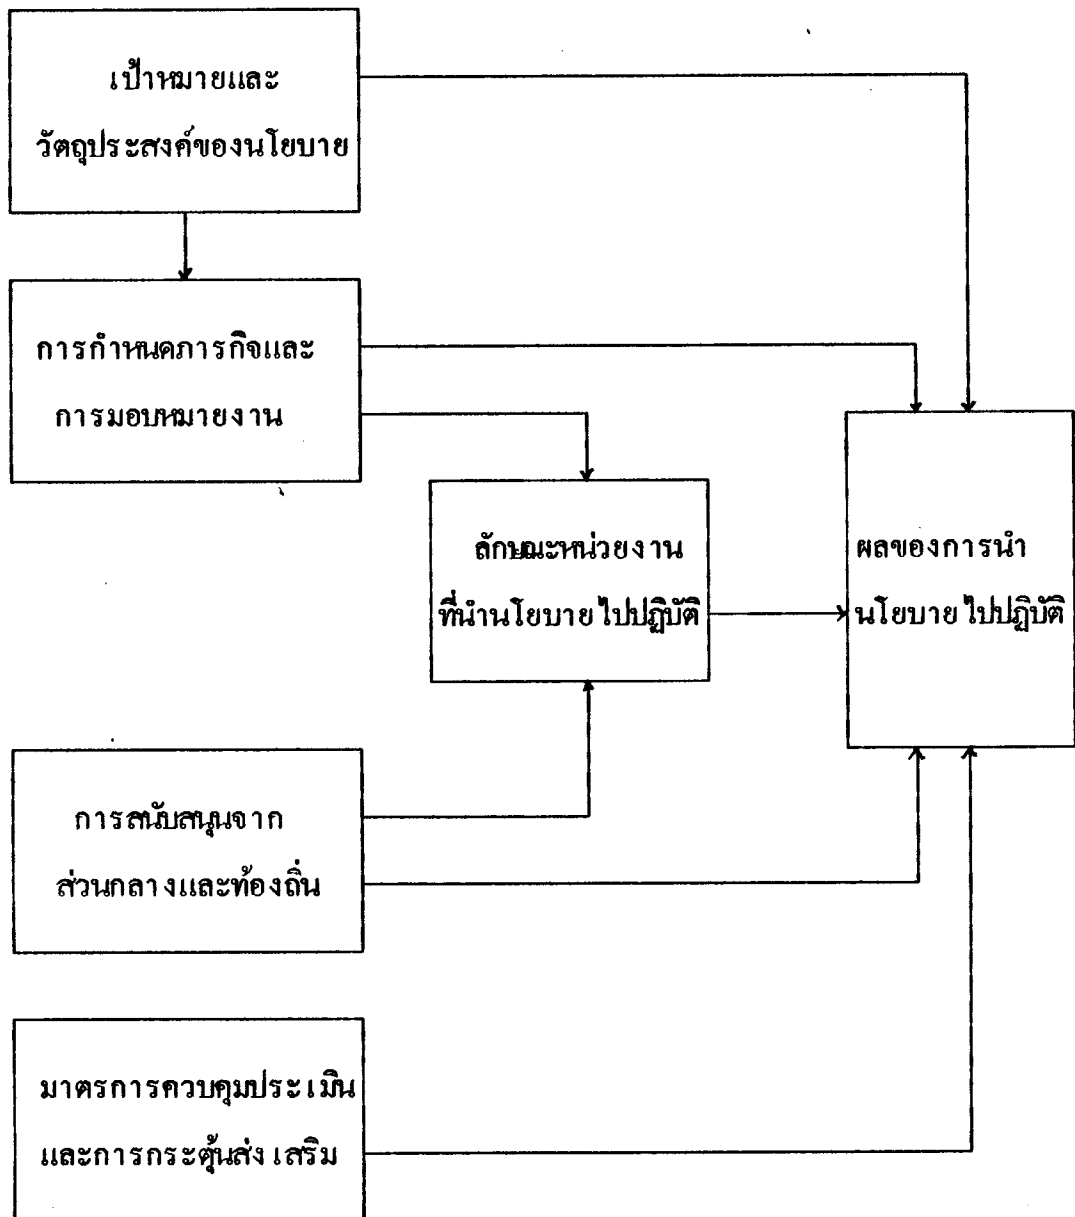 เป้าหมายและ
วัตถุประสงค์ของนโยบาย
การกำหนดภารกิจและ
การมอบหมายงาน
ลักษณะหน่วยงาน
ที่นำนโยบายไปปฏิบัติ
ผลของการนำ
นโยบายไปปฏิบัติ
การสนับสนุนจาก
ส่วนกลางและท้องถิ่น
มาตรการควบคุมประเมิน
และการกระตุ้นส่งเสริม